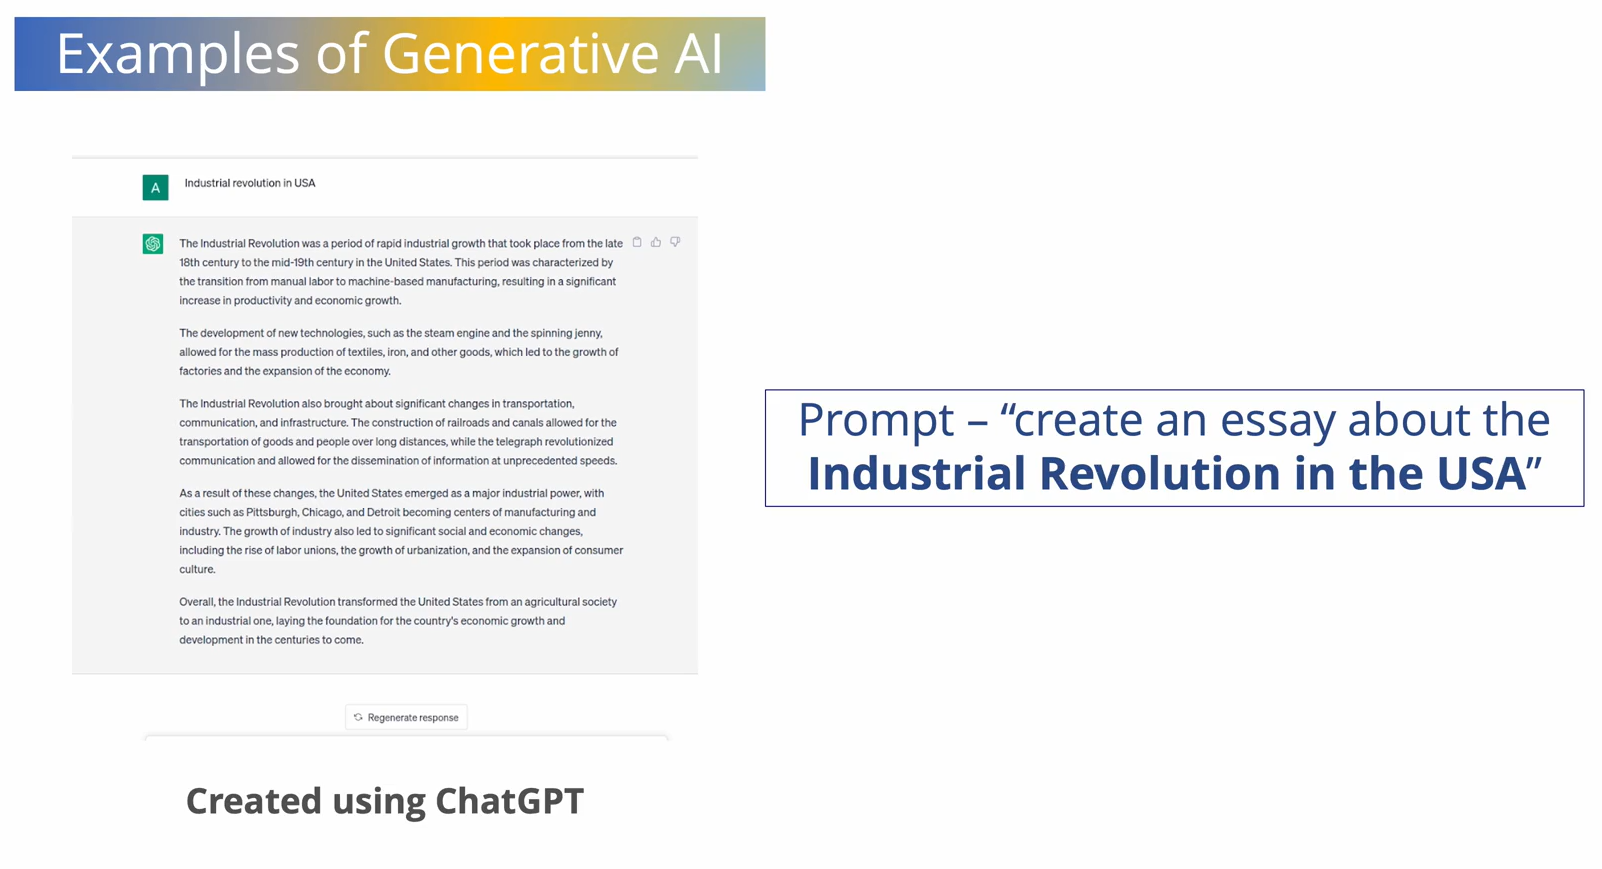 Examples of Generative AI
A
Industrial revolution in USA
The Industrial Revolution was a period of rapid industrial growth that took place from the late
18th century to the mid-19th century in the United States. This period was characterized by
the transition from manual labor to machine-based manufacturing, resulting in a significant
increase in productivity and economic growth.
The development of new technologies, such as the steam engine and the spinning jenny,
allowed for the mass production of textiles, iron, and other goods, which led to the growth of
factories and the expansion of the economy.
The Industrial Revolution also brought about significant changes in transportation,
communication, and infrastructure. The construction of railroads and canals allowed for the
transportation of goods and people over long distances, while the telegraph revolutionized
communication and allowed for the dissemination of information at unprecedented speeds.
As a result of these changes, the United States emerged as a major industrial power, with
cities such as Pittsburgh, Chicago, and Detroit becoming centers of manufacturing and
industry. The growth of industry also led to significant social and economic changes,
including the rise of labor unions, the growth of urbanization, and the expansion of consumer
culture.
Overall, the Industrial Revolution transformed the United States from an agricultural society
to an industrial one, laying the foundation for the country's economic growth and
development in the centuries to come.
Regenerate response
Created using ChatGPT
Prompt – “create an essay about the
Industrial Revolution in the USA”